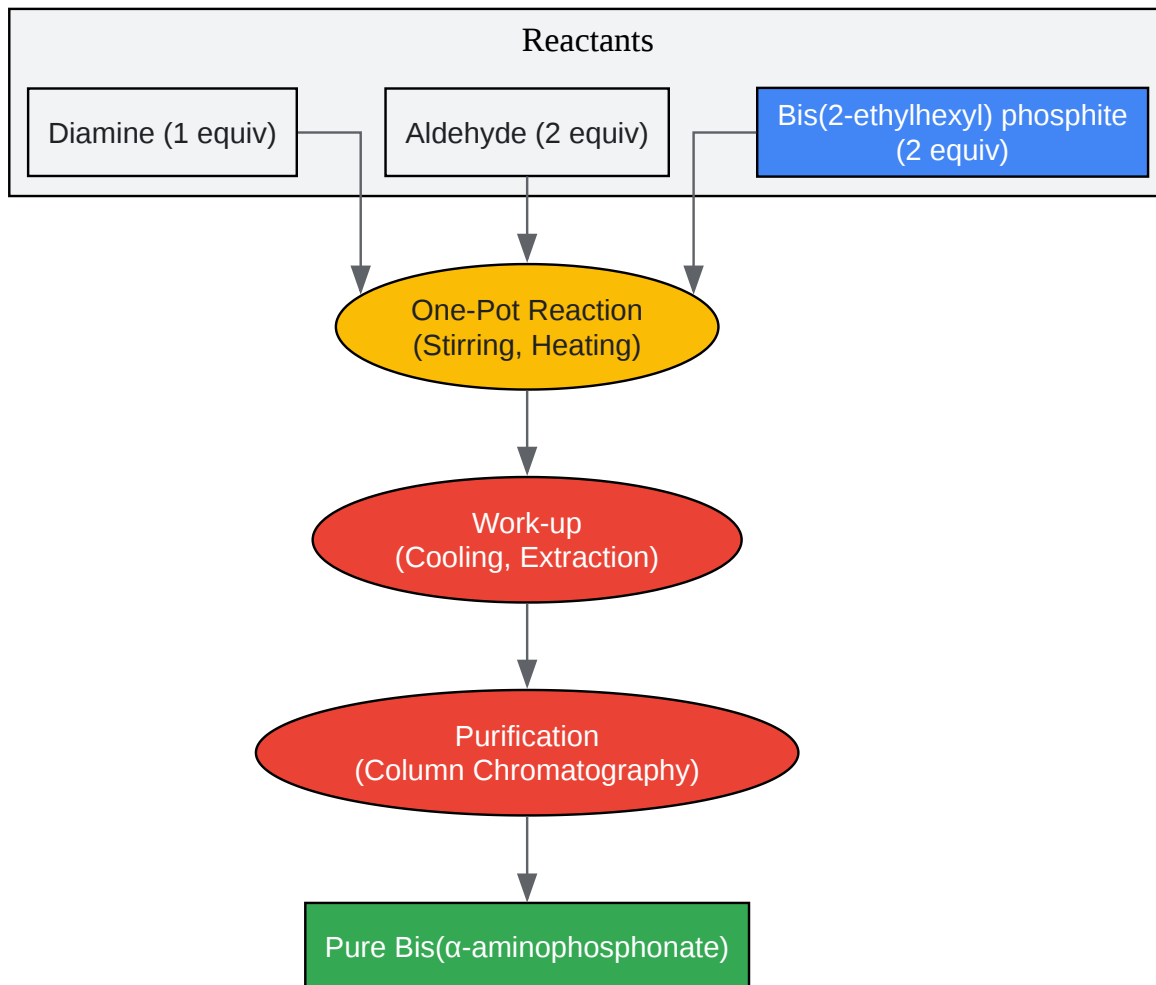 Reactants
Diamine (1 equiv)
Aldehyde (2 equiv)
Bis(2-ethylhexyl) phosphite
(2 equiv)
One-Pot Reaction
(Stirring, Heating)
Work-up
(Cooling, Extraction)
Purification
(Column Chromatography)
Pure Bis(α-aminophosphonate)